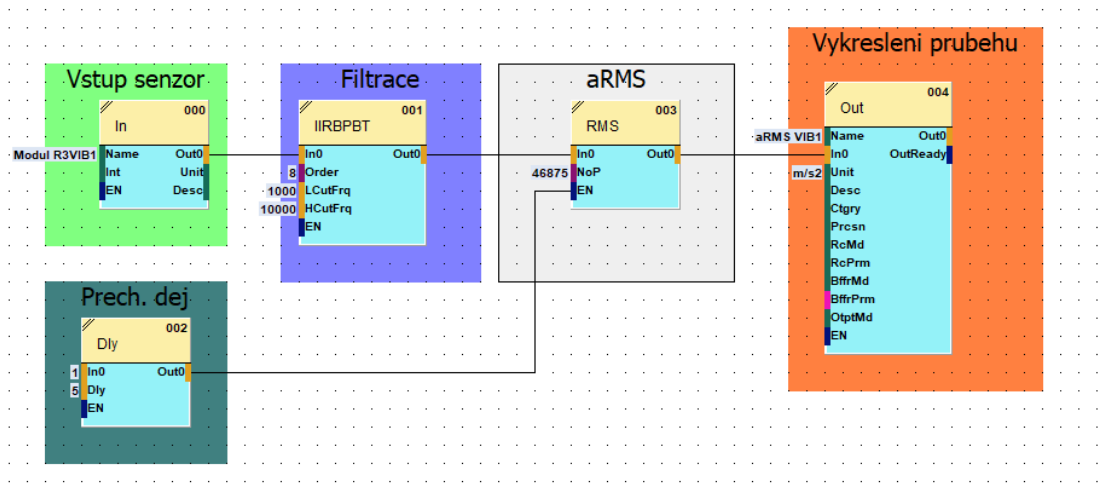 Vstup senzor
000
In
Modul R3VIB1 Name Out0
Int Unit
EN Desc
Filtrace
001
IIRBPBT
In0 Out0
8 Order
1000 LCutFrq
10000 HCutFrq
EN
aRMS
003
RMS
In0 Out0
46875 NoP
EN
Vykresleni prubehu
004
Out
aRMS VIB1 Name Out0
In0 OutReady
m/s2 Unit
Desc
Ctgry
Prcsn
RcMd
RcPrm
BffrMd
BffrPrm
OtptMd
EN
Prech. dej
002
Dly
1 In0 Out0
5 Dly
EN